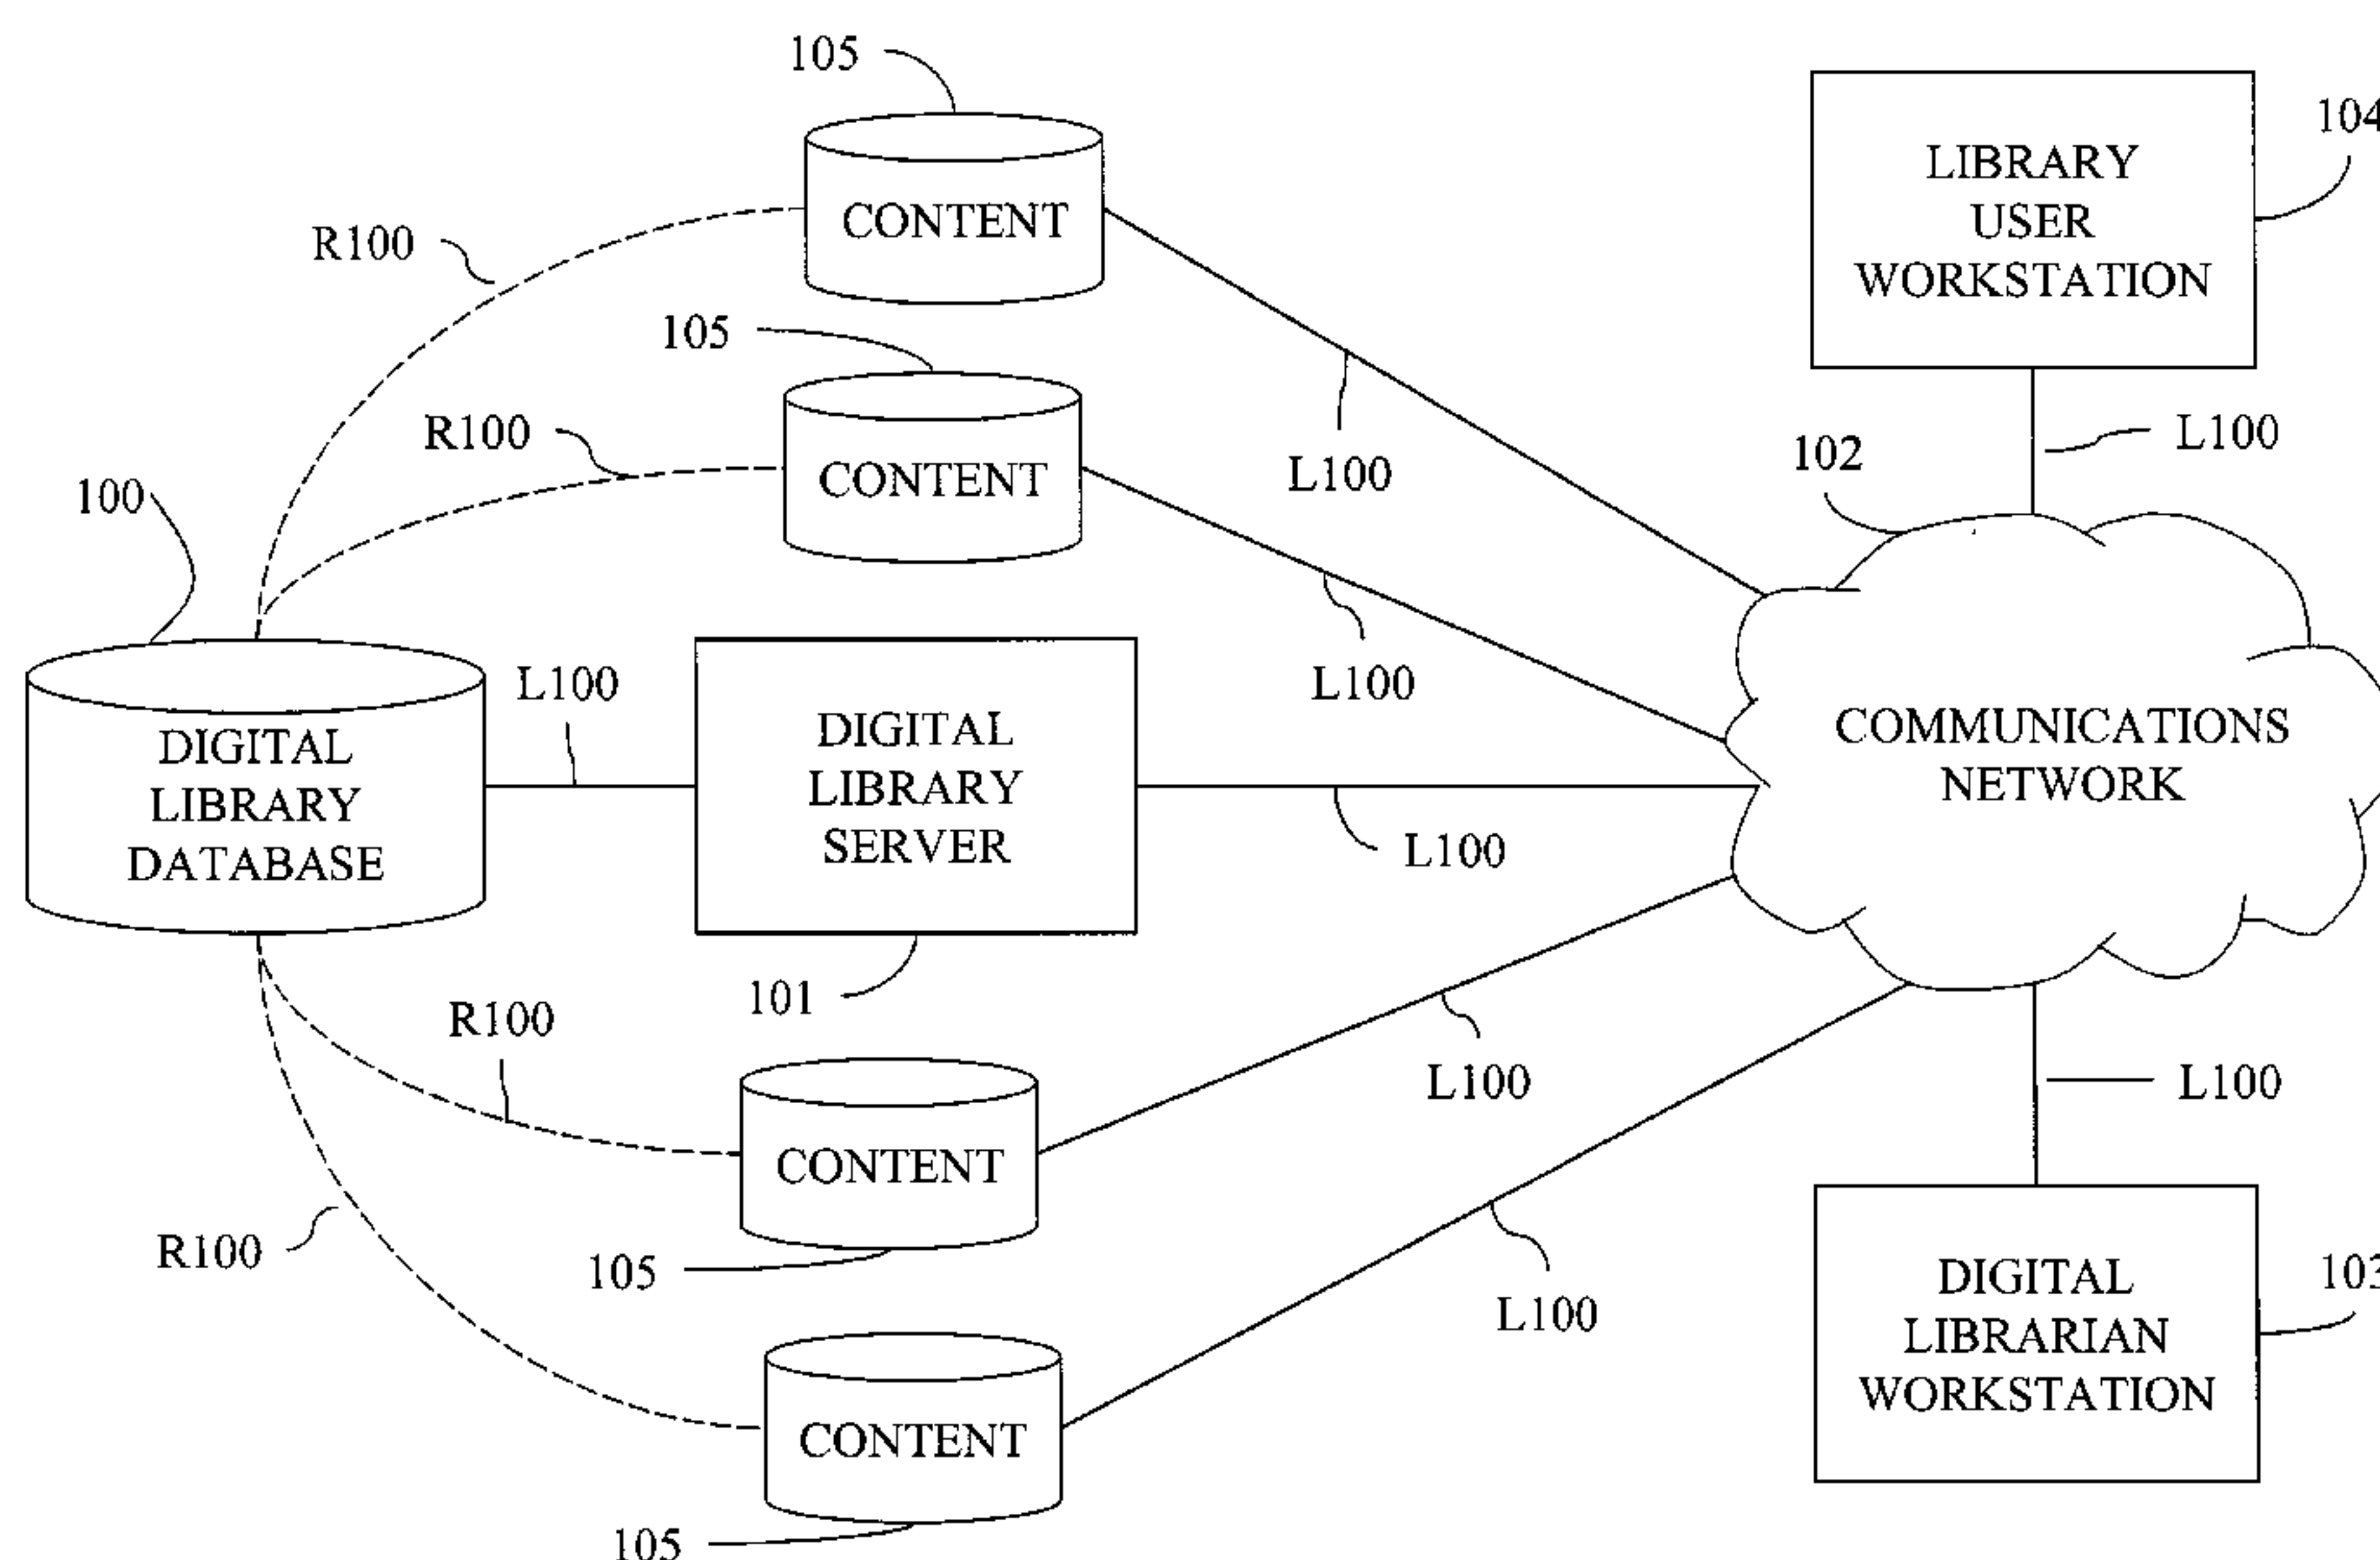 105
104
LIBRARY
USER
WORKSTATION
CONTENT
R100
105
L100
R100
L100
102
CONTENT
100
L100
L100
DIGITAL
LIBRARY
DATABASE
DIGITAL
LIBRARY
SERVER
COMMUNICATIONS
NETWORK
L100
101
R100
L100
L100
CONTENT
R100
105
L100
DIGITAL
LIBRARIAN
WORKSTATION
103
CONTENT
105